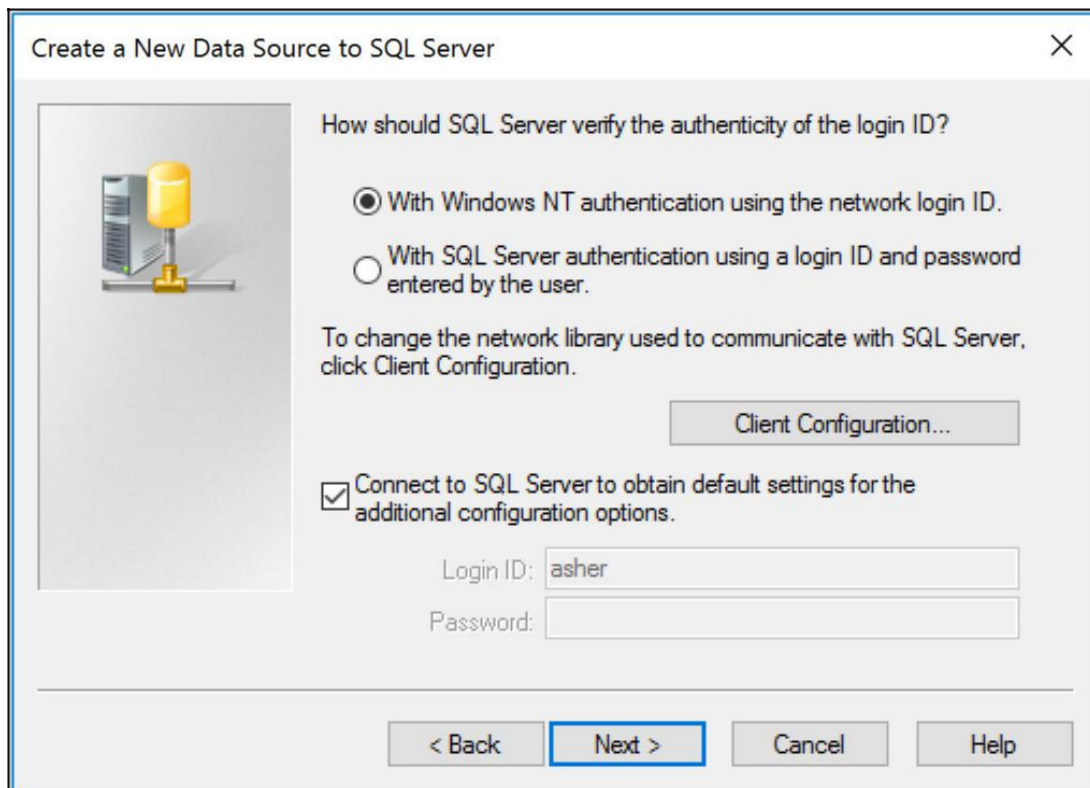 Create a New Data Source to SQL Server
How should SQL Server verify the authenticity of the login ID?
With Windows NT authentication using the network login ID.
With SQL Server authentication using a login ID and password
entered by the user.
To change the network library used to communicate with SQL Server,
click Client Configuration.
Client Configuration...
Connect to SQL Server to obtain default settings for the
additional configuration options.
Login ID: asher
Password:
< Back Next > Cancel Help